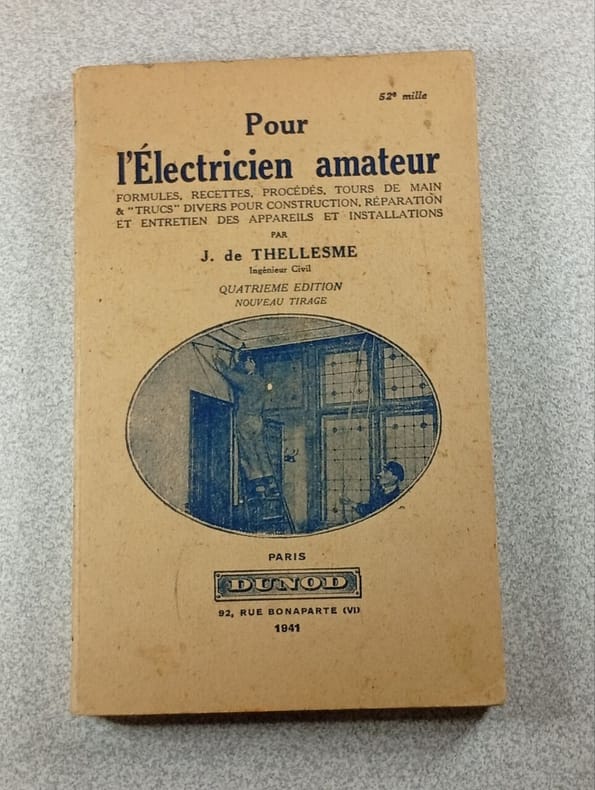 52e mille
Pour
l'Électricien amateur
FORMULES, RECETTES, PROCÉDÉS, TOURS DE MAIN
& "TRUCS" DIVERS POUR CONSTRUCTION, RÉPARATION
ET ENTRETIEN DES APPAREILS ET INSTALLATIONS
PAR
J. de THELLESME
Ingénieur Civil
QUATRIEME EDITION
NOUVEAU TIRAGE
PARIS
DUNOD
92, RUE BONAPARTE (VI)
1941